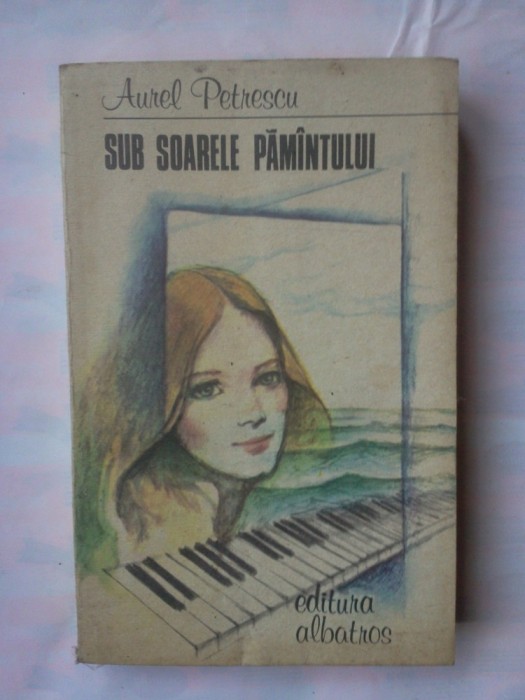 Aurel Petrescu
SUB SOARELE PĂMÎNTULUI
editura
albatros